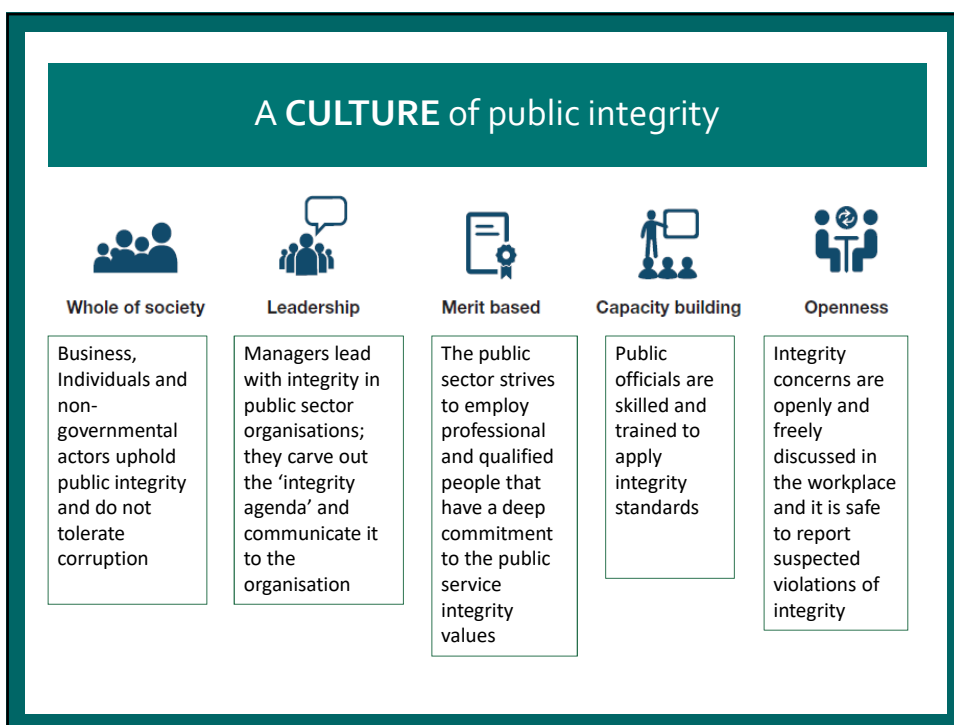 A CULTURE of public integrity
Whole of society
Business,
Individuals and
non-
governmental
actors uphold
public integrity
and do not
tolerate
corruption
Leadership
Managers lead
with integrity in
public sector
organisations;
they carve out
the ‘integrity
agenda’ and
communicate it
to the
organisation
Merit based
The public
sector strives
to employ
professional
and qualified
people that
have a deep
commitment
to the public
service
integrity
values
Capacity building
Public
officials are
skilled and
trained to
apply
integrity
standards
Openness
Integrity
concerns are
openly and
freely
discussed in
the workplace
and it is safe
to report
suspected
violations of
integrity